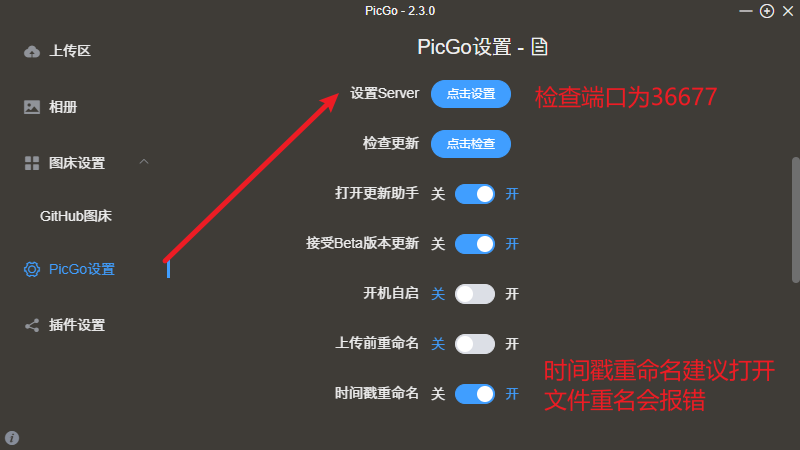 PicGo - 2.3.0
上传区
相册
图床设置
GitHub图床
PicGo设置
插件设置
PicGo设置 -
设置Server 点击设置 检查端口为36677
检查更新 点击检查
打开更新助手 关 开
接受Beta版本更新 关 开
开机自启 关 开
上传前重命名 关 开
时间戳重命名 关 开
时间戳重命名建议打开
文件重名会报错